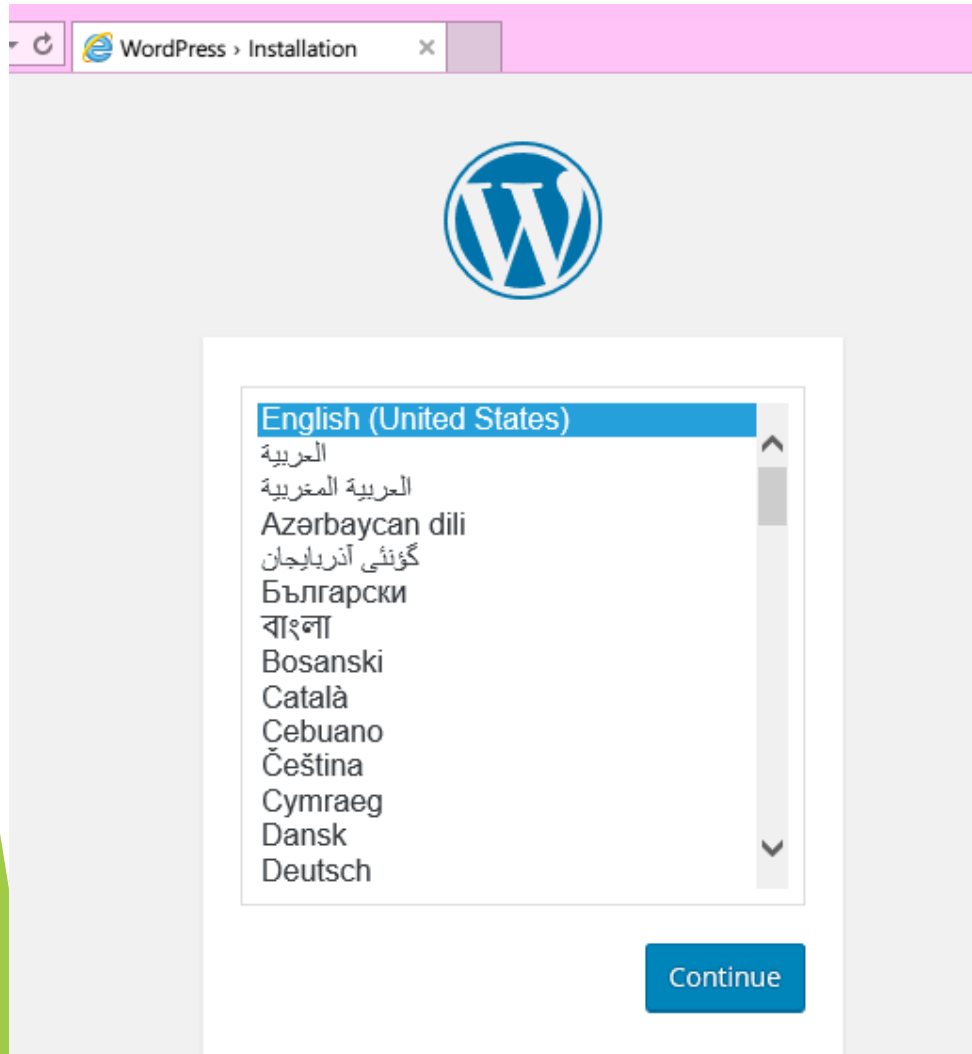 WordPress › Installation
English (United States)
العربية
العربية المغربية
Azərbaycan dili
گؤنئی آذربایجان
Български
বাংলা
Bosanski
Català
Cebuano
Čeština
Cymraeg
Dansk
Deutsch
Continue